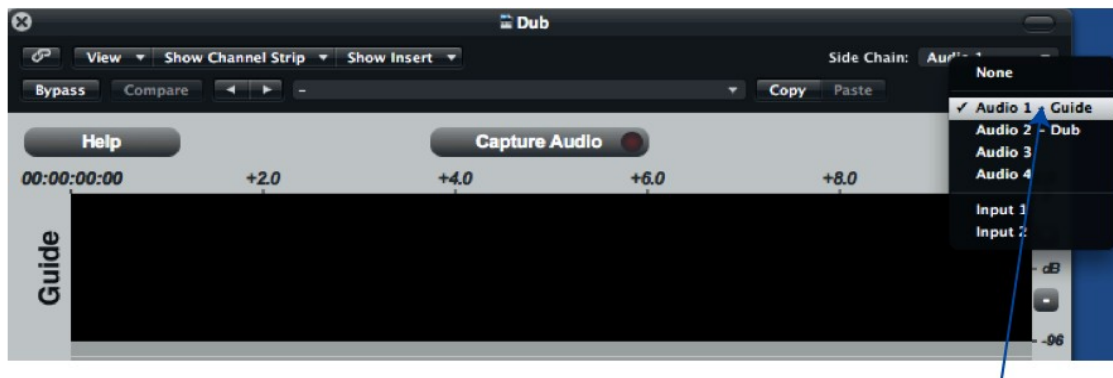 Dub
View Show Channel Strip Show Insert Side Chain: Audio 1
Bypass Compare - Copy Paste
None
✓ Audio 1 - Guide
Audio 2 - Dub
Audio 3
Audio 4
Input 1
Input 2
Help Capture Audio
00:00:00:00 +2.0 +4.0 +6.0 +8.0
Guide
- dB
-
- -96